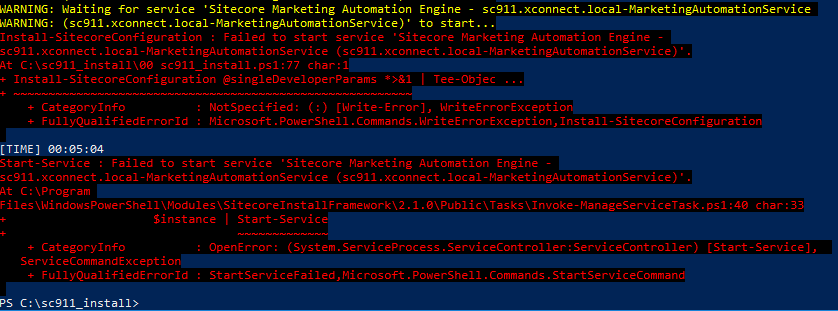 WARNING: Waiting for service 'Sitecore Marketing Automation Engine - sc911.xconnect.local-MarketingAutomationService
WARNING: (sc911.xconnect.local-MarketingAutomationService)' to start...
Install-SitecoreConfiguration : Failed to start service 'Sitecore Marketing Automation Engine -
sc911.xconnect.local-MarketingAutomationService (sc911.xconnect.local-MarketingAutomationService)'.
At C:\sc911_install\00 sc911_install.ps1:77 char:1
+ Install-SitecoreConfiguration @singleDeveloperParams *>&1 | Tee-Objec ...
+ ~~~~~~~~~~~~~~~~~~~~~~~~~~~~~~~~~~~~~~~~~~~~~~~~~~~~~~~~~
+ CategoryInfo : NotSpecified: (:) [Write-Error], WriteErrorException
+ FullyQualifiedErrorId : Microsoft.PowerShell.Commands.WriteErrorException,Install-SitecoreConfiguration
[TIME] 00:05:04
Start-Service : Failed to start service 'Sitecore Marketing Automation Engine -
sc911.xconnect.local-MarketingAutomationService (sc911.xconnect.local-MarketingAutomationService)'.
At C:\Program
Files\WindowsPowerShell\Modules\SitecoreInstallFramework\2.1.0\Public\Tasks\Invoke-ManageServiceTask.ps1:40 char:33
+ $instance | Start-Service
+ ~~~~~~~~~~~~~
+ CategoryInfo : OpenError: (System.ServiceProcess.ServiceController:ServiceController) [Start-Service],
ServiceCommandException
+ FullyQualifiedErrorId : StartServiceFailed,Microsoft.PowerShell.Commands.StartServiceCommand
PS C:\sc911_install>